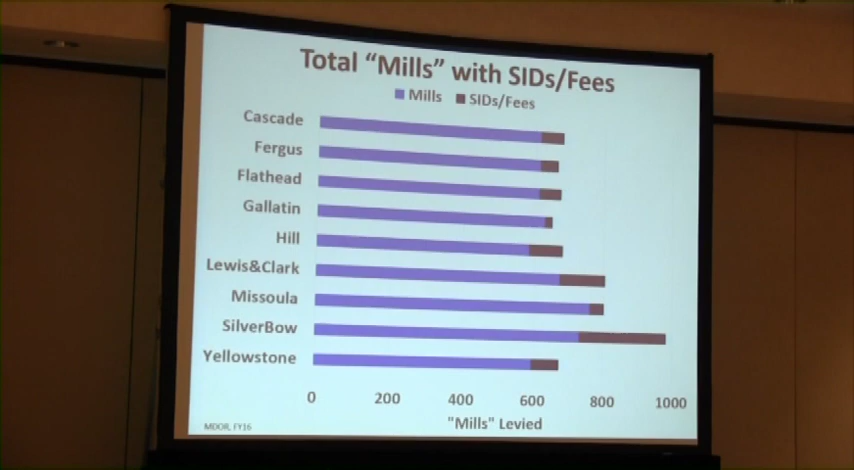 Total “Mills” with SIDs/Fees
Mills SIDs/Fees
Cascade
Fergus
Flathead
Gallatin
Hill
Lewis&Clark
Missoula
SilverBow
Yellowstone
0 200 400 600 800 1000
"Mills" Levied
MDOR, FY16